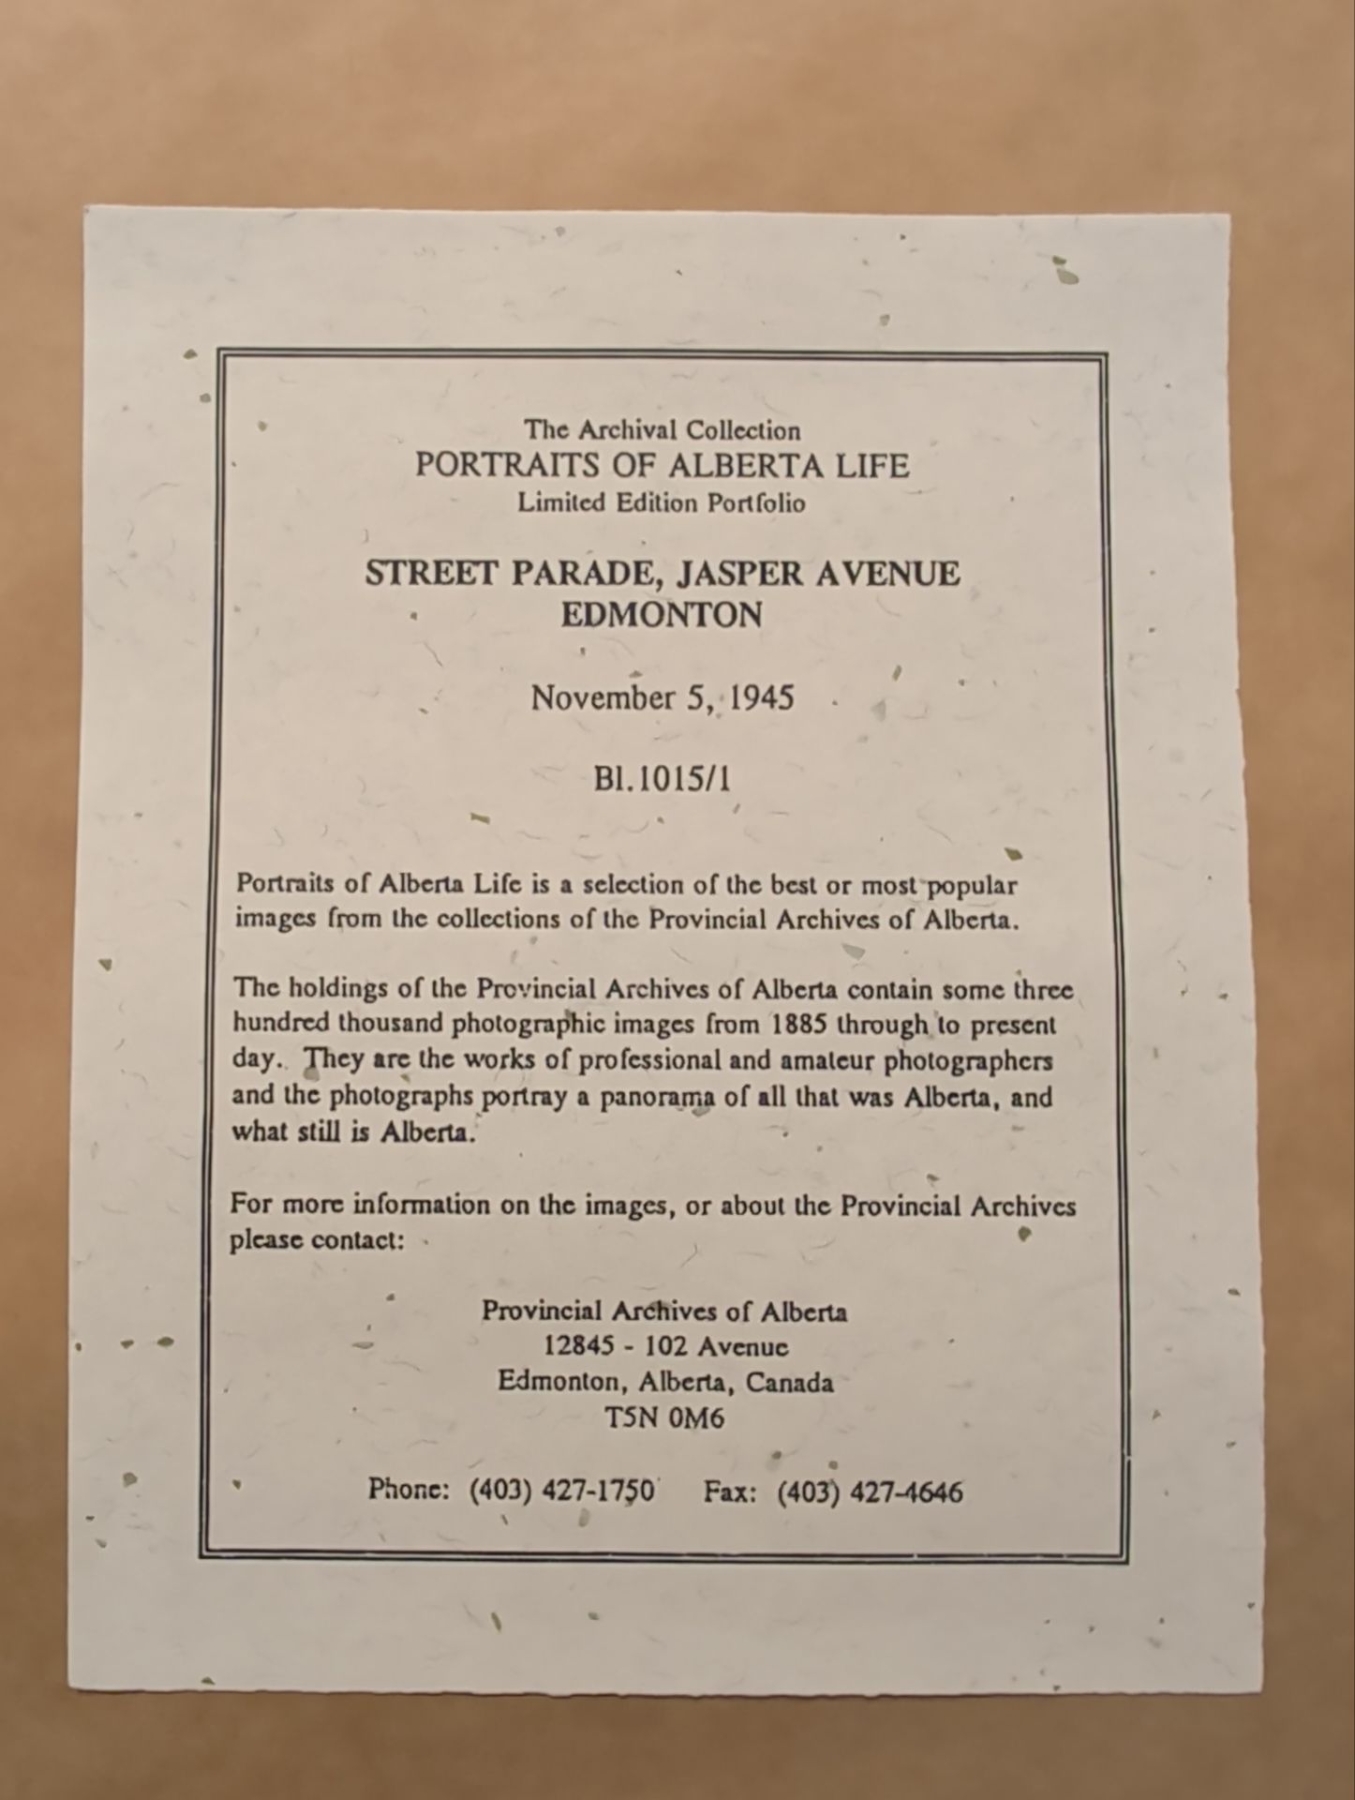 The Archival Collection
PORTRAITS OF ALBERTA LIFE
Limited Edition Portfolio
STREET PARADE, JASPER AVENUE
EDMONTON
November 5, 1945
Bl.1015/1
Portraits of Alberta Life is a selection of the best or most popular
images from the collections of the Provincial Archives of Alberta.
The holdings of the Provincial Archives of Alberta contain some three
hundred thousand photographic images from 1885 through to present
day. They are the works of professional and amateur photographers
and the photographs portray a panorama of all that was Alberta, and
what still is Alberta.
For more information on the images, or about the Provincial Archives
please contact:
Provincial Archives of Alberta
12845 - 102 Avenue
Edmonton, Alberta, Canada
T5N 0M6
Phone: (403) 427-1750 Fax: (403) 427-4646